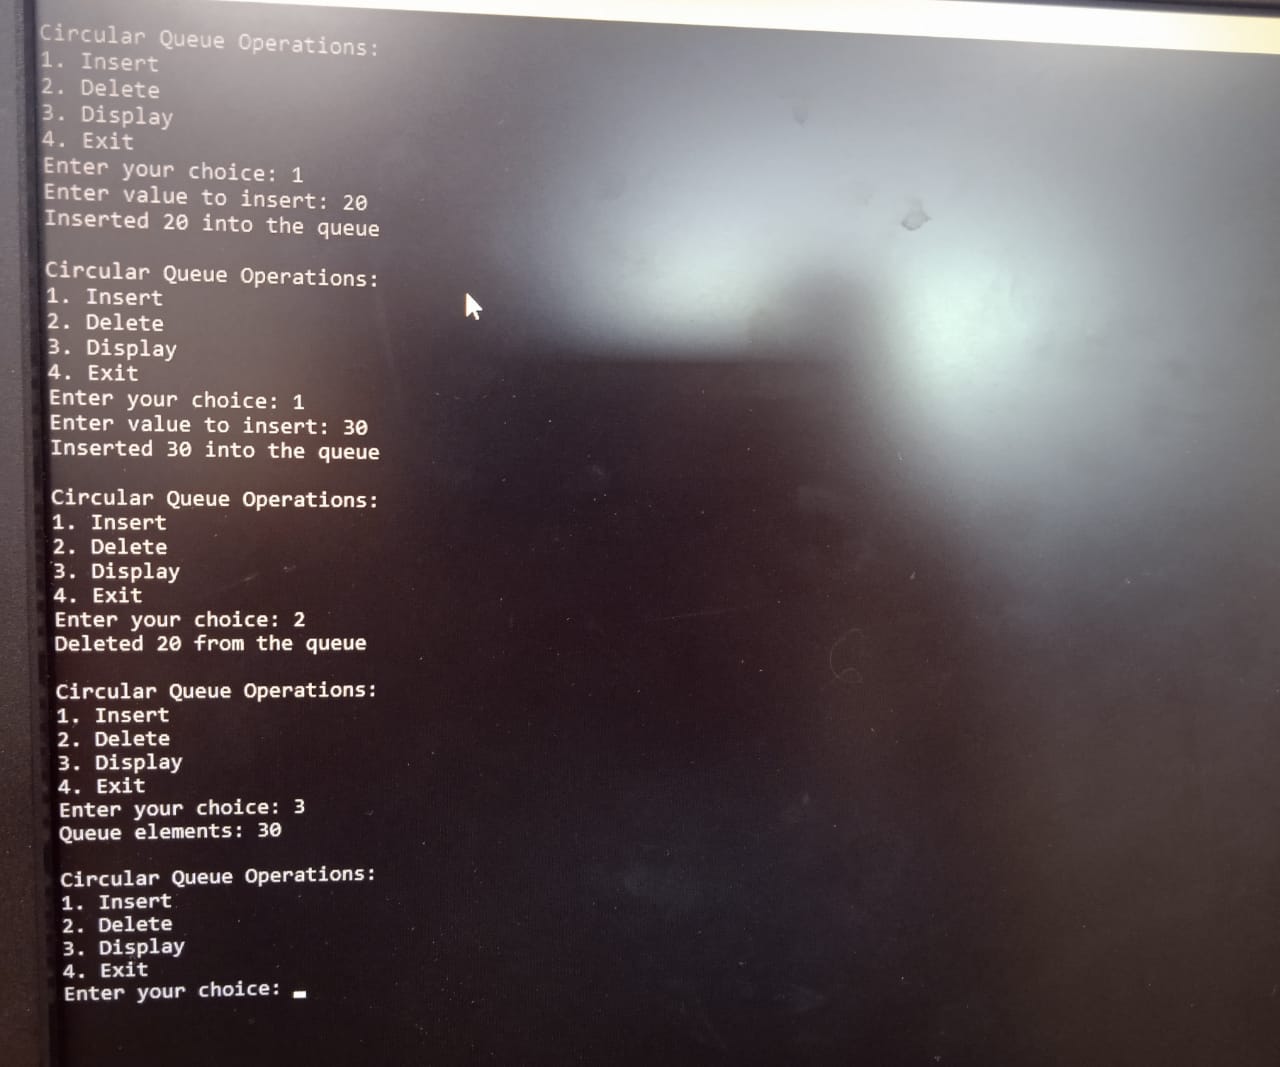 Circular Queue Operations:
1. Insert
2. Delete
3. Display
4. Exit
Enter your choice: 1
Enter value to insert: 20
Inserted 20 into the queue
Circular Queue Operations:
1. Insert
2. Delete
3. Display
4. Exit
Enter your choice: 1
Enter value to insert: 30
Inserted 30 into the queue
Circular Queue Operations:
1. Insert
2. Delete
3. Display
4. Exit
Enter your choice: 2
Deleted 20 from the queue
Circular Queue Operations:
1. Insert
2. Delete
3. Display
4. Exit
Enter your choice: 3
Queue elements: 30
Circular Queue Operations:
1. Insert
2. Delete
3. Display
4. Exit
Enter your choice: